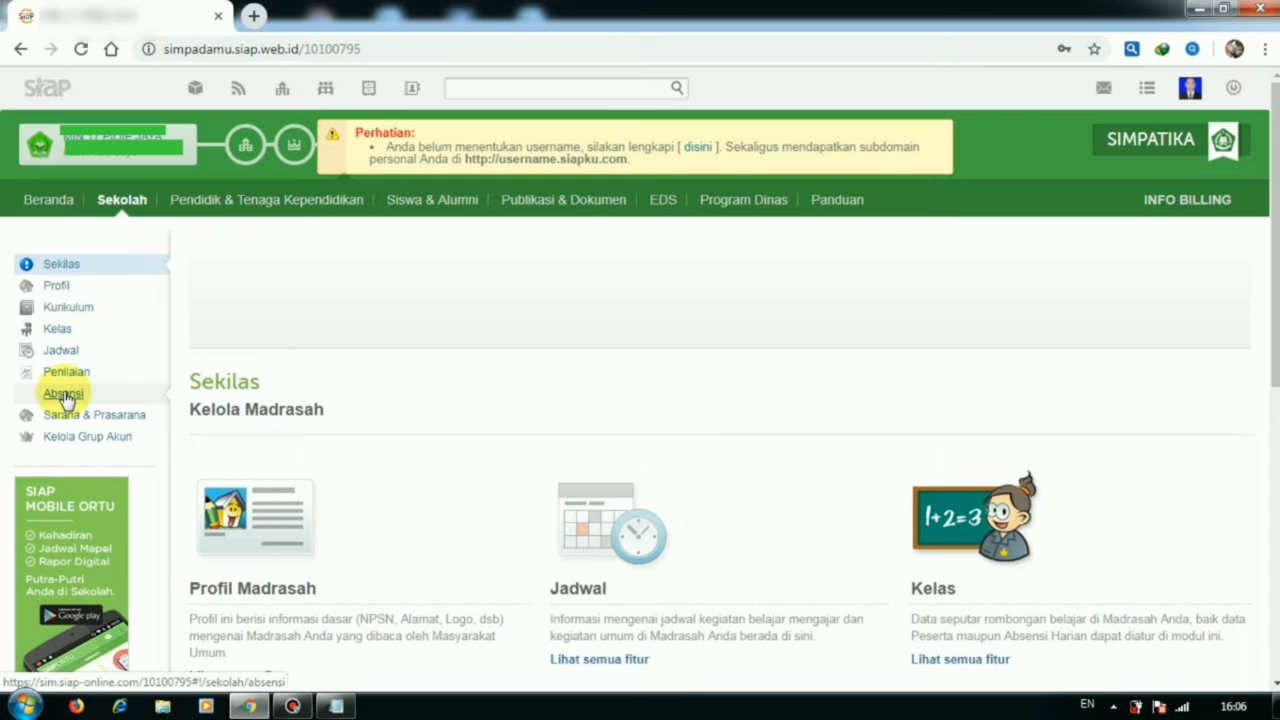 simpadamu.siap.web.id/10100795
siap
Perhatian:
• Anda belum menentukan username, silakan lengkapi [ disini ]. Sekaligus mendapatkan subdomain
personal Anda di http://username.siapku.com.
SIMPATIKA
Beranda Sekolah Pendidik & Tenaga Kependidikan Siswa & Alumni Publikasi & Dokumen EDS Program Dinas Panduan INFO BILLING
Sekilas
Profil
Kurikulum
Kelas
Jadwal
Penilaian
Absensi
Sarana & Prasarana
Kelola Grup Akun
Sekilas
Kelola Madrasah
SIAP
MOBILE ORTU
Kehadiran
Jadwal Mapel
Rapor Digital
Putra-Putri
Anda di Sekolah.
Google play
1+2=3
Profil Madrasah
Profil ini berisi informasi dasar (NPSN, Alamat, Logo, dsb)
mengenai Madrasah Anda yang dibaca oleh Masyarakat
Umum.
Jadwal
Informasi mengenai jadwal kegiatan belajar mengajar dan
kegiatan umum di Madrasah Anda berada di sini.
Lihat semua fitur
Kelas
Data seputar rombongan belajar di Madrasah Anda, baik data
Peserta maupun Absensi Harian dapat diatur di modul ini.
Lihat semua fitur
https://sim.siap-online.com/10100795#!/sekolah/absensi
EN
16:06